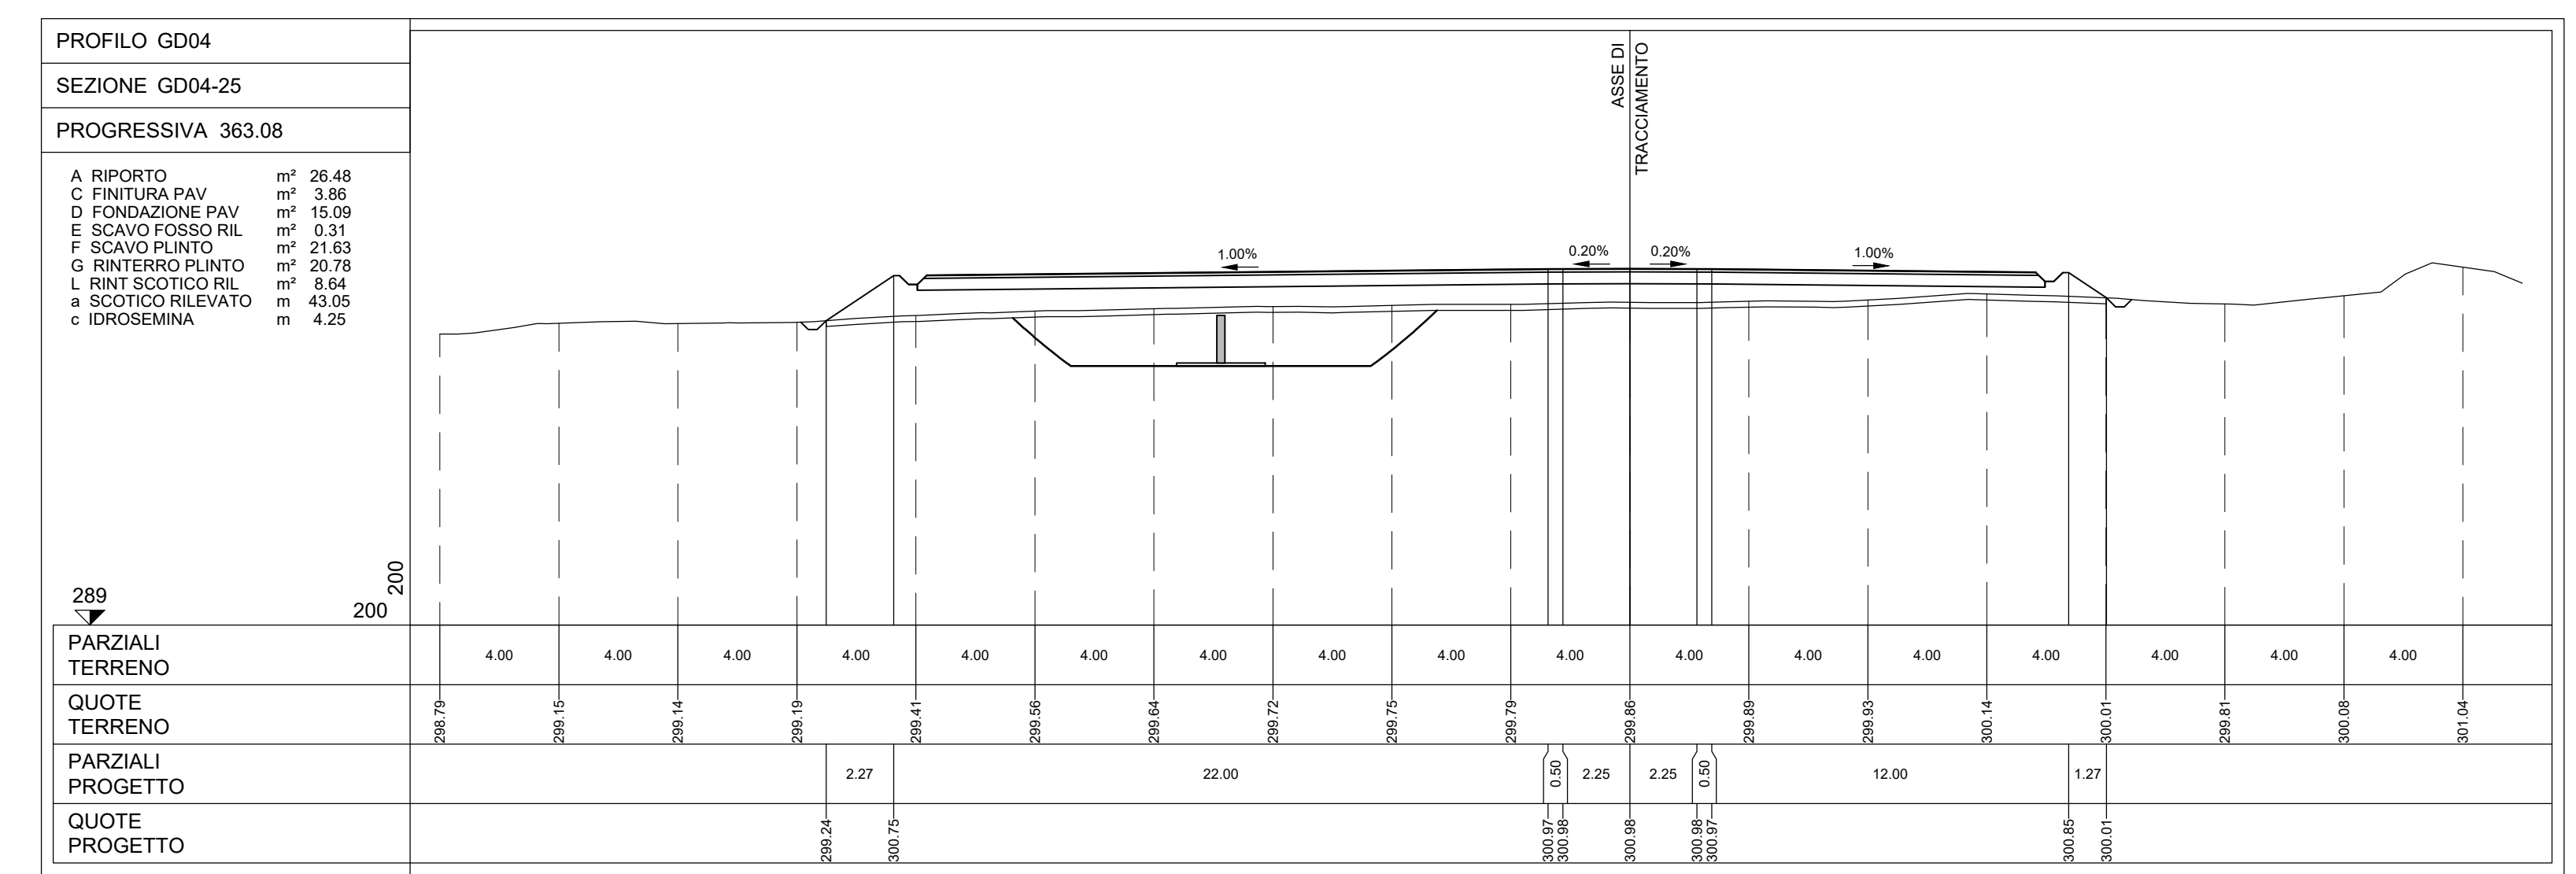 PROFILO GD04
SEZIONE GD04-25
PROGRESSIVA 363.08
A RIPORTO m² 26.48
C FINITURA PAV m² 3.86
D FONDAZIONE PAV m² 15.09
E SCAVO FOSSO RIL m² 0.31
F SCAVO PLINTO m² 21.63
G RINTERRO PLINTO m² 20.78
L RINT SCOTICO RIL m² 8.64
a SCOTICO RILEVATO m 43.05
c IDROSEMINA m 4.25
ASSE DI
TRACCIAMENTO
1.00% 0.20% 0.20% 1.00%
200
289
200
PARZIALI
TERRENO
4.00 4.00 4.00 4.00 4.00 4.00 4.00 4.00 4.00 4.00 4.00 4.00 4.00 4.00 4.00 4.00 4.00
QUOTE
TERRENO
298.79 299.15 299.14 299.19 299.41 299.56 299.64 299.72 299.75 299.79 299.86 299.89 299.93 300.14 300.01 299.81 300.08 301.04
PARZIALI
PROGETTO
2.27 22.00 0.50 2.25 2.25 0.50 12.00 1.27
QUOTE
PROGETTO
299.24 300.75 300.97 300.98 300.98 300.98 300.97 300.85 300.01